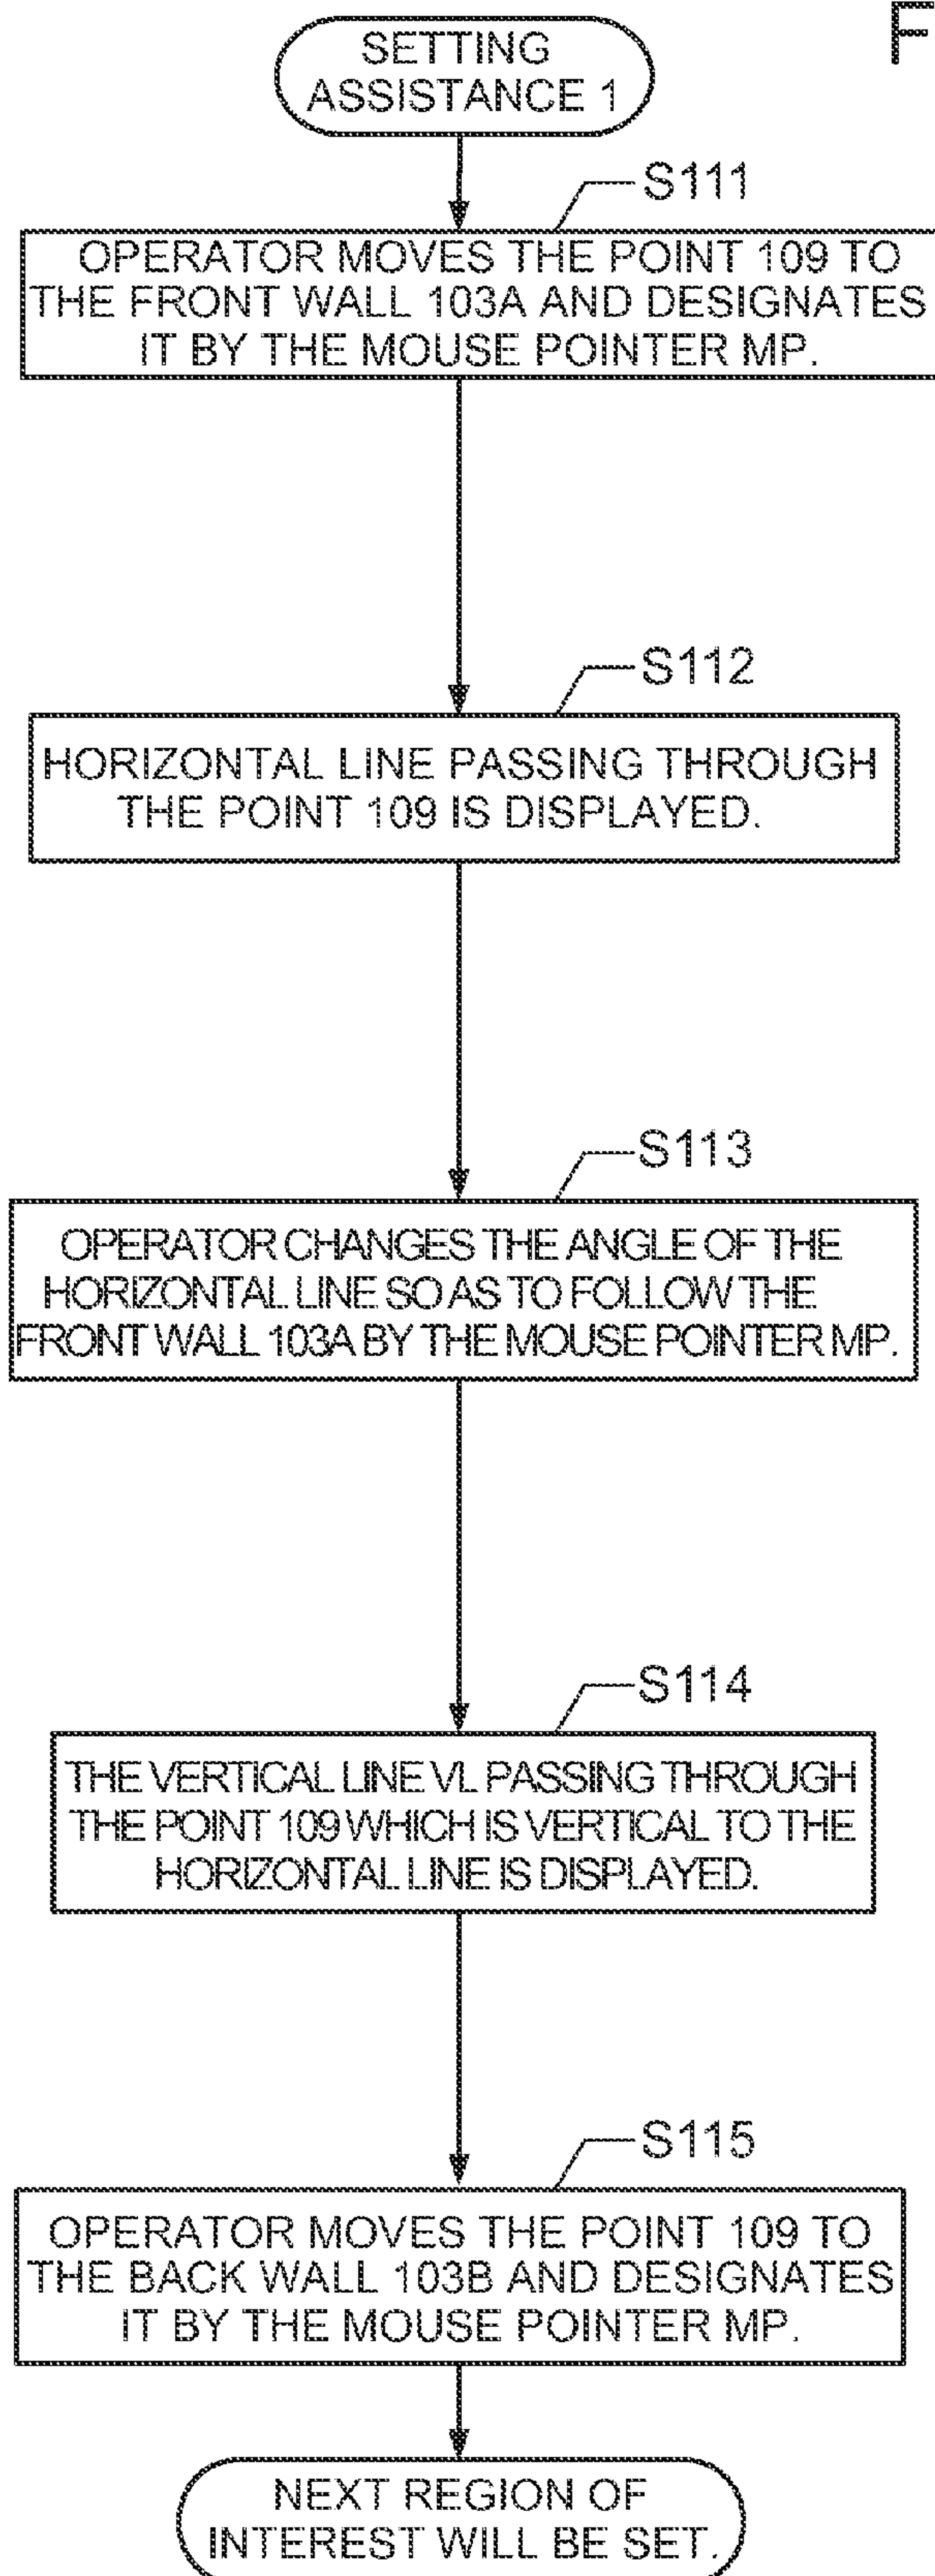 F
SETTING
ASSISTANCE 1
S111
OPERATOR MOVES THE POINT 109 TO
THE FRONT WALL 103A AND DESIGNATES
IT BY THE MOUSE POINTER MP.
S112
HORIZONTAL LINE PASSING THROUGH
THE POINT 109 IS DISPLAYED.
S113
OPERATOR CHANGES THE ANGLE OF THE
HORIZONTAL LINE SO AS TO FOLLOW THE
FRONT WALL 103A BY THE MOUSE POINTER MP.
S114
THE VERTICAL LINE VL PASSING THROUGH
THE POINT 109 WHICH IS VERTICAL TO THE
HORIZONTAL LINE IS DISPLAYED.
S115
OPERATOR MOVES THE POINT 109 TO
THE BACK WALL 103B AND DESIGNATES
IT BY THE MOUSE POINTER MP.
NEXT REGION OF
INTEREST WILL BE SET.